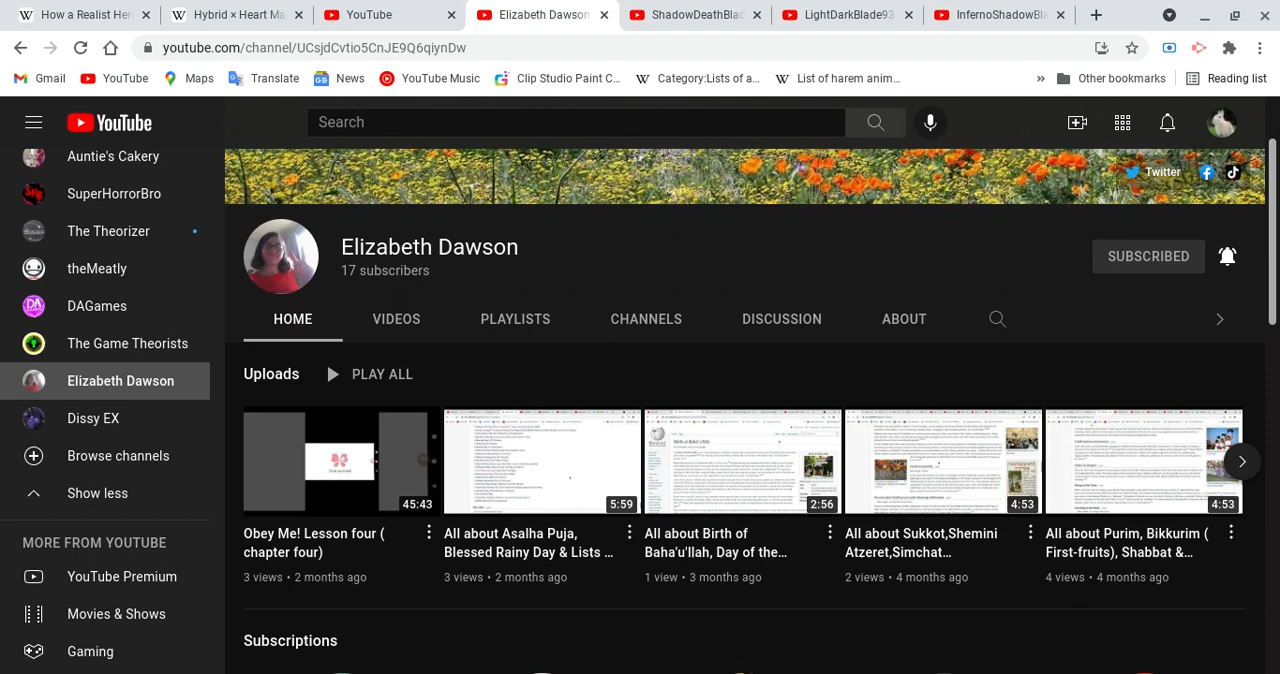 How a Realist Her
Hybrid × Heart Ma
YouTube
Elizabeth Dawson
ShadowDeathBlad
LightDarkBlade93
InfernoShadowBla
youtube.com/channel/UCsjdCvtio5CnJE9Q6qiynDw
Gmail
YouTube
Maps
Translate
News
YouTube Music
Clip Studio Paint C...
Category:Lists of a...
List of harem anim...
»
Other bookmarks
Reading list
YouTube
Search
Auntie's Cakery
SuperHorrorBro
The Theorizer
theMeatly
DAGames
The Game Theorists
Elizabeth Dawson
Dissy EX
Browse channels
Show less
MORE FROM YOUTUBE
YouTube Premium
Movies & Shows
Gaming
Twitter
Elizabeth Dawson
17 subscribers
SUBSCRIBED
HOME
VIDEOS
PLAYLISTS
CHANNELS
DISCUSSION
ABOUT
Uploads
PLAY ALL
45:43
Obey Me! Lesson four (
chapter four)
3 views • 2 months ago
5:59
All about Asalha Puja,
Blessed Rainy Day & Lists ...
3 views • 2 months ago
2:56
All about Birth of
Baha'u'llah, Day of the...
1 view • 3 months ago
4:53
All about Sukkot,Shemini
Atzeret,Simchat...
2 views • 4 months ago
4:53
All about Purim, Bikkurim (
First-fruits), Shabbat &...
4 views • 4 months ago
Subscriptions